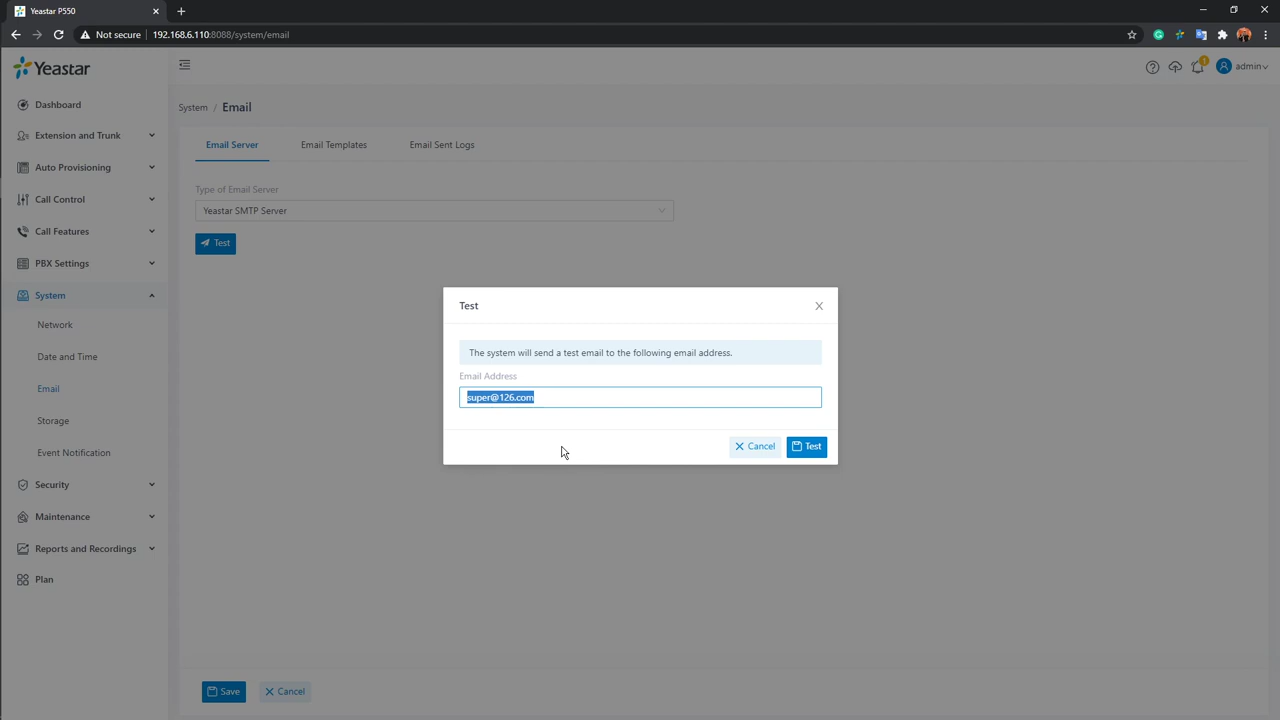 Yeastar P550
Not secure 192.168.6.110:8088/system/email
Yeastar
1
admin
Dashboard
Extension and Trunk
Auto Provisioning
Call Control
Call Features
PBX Settings
System
Network
Date and Time
Email
Storage
Event Notification
Security
Maintenance
Reports and Recordings
Plan
System / Email
Email Server Email Templates Email Sent Logs
Type of Email Server
Yeastar SMTP Server
Test
Test
The system will send a test email to the following email address.
Email Address
super@126.com
Cancel Test
Save Cancel